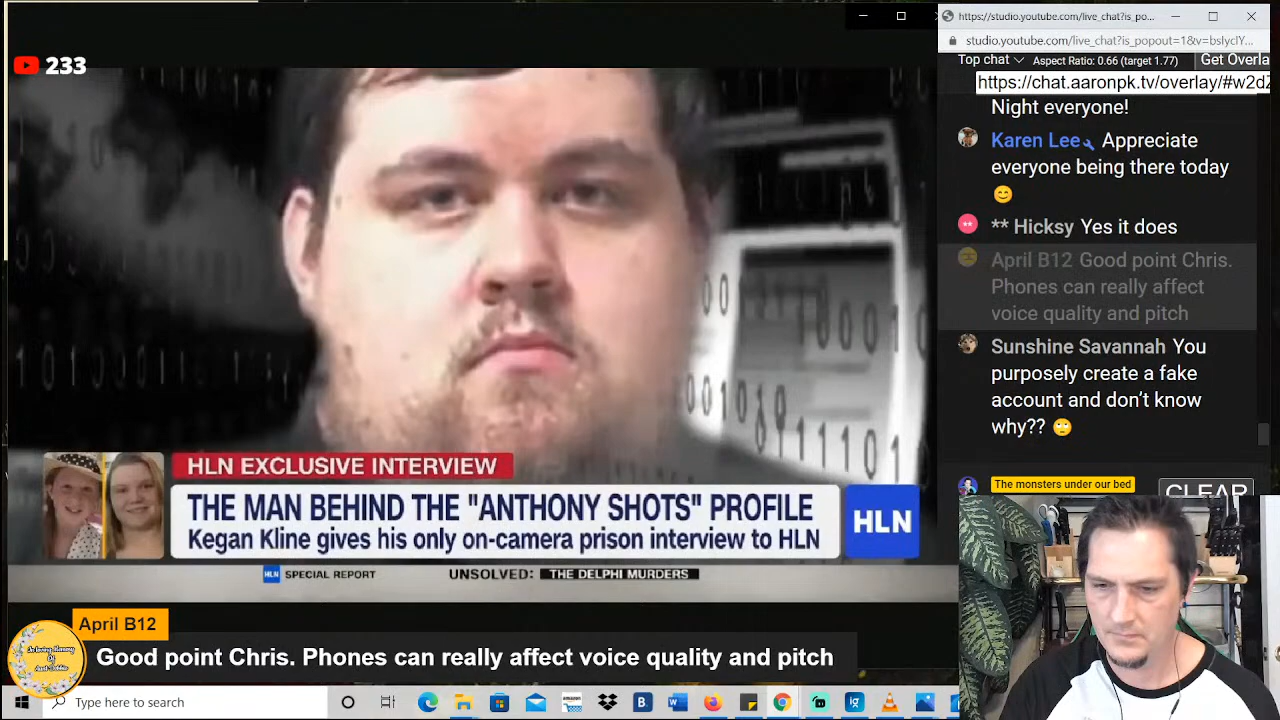 233
HLN EXCLUSIVE INTERVIEW
THE MAN BEHIND THE "ANTHONY SHOTS" PROFILE
Kegan Kline gives his only on-camera prison interview to HLN
HLN
HLN SPECIAL REPORT
UNSOLVED: THE DELPHI MURDERS
April B12
Good point Chris. Phones can really affect voice quality and pitch
Type here to search
https://studio.youtube.com/live_chat?is_po...
studio.youtube.com/live_chat?is_popout=1&v=bslyclY...
Top chat
Aspect Ratio: 0.66 (target 1.77)
Get Overla
https://chat.aaronpk.tv/overlay/#w2d
Night everyone!
Karen Lee Appreciate
everyone being there today
😊
** Hicksy Yes it does
April B12 Good point Chris.
Phones can really affect
voice quality and pitch
Sunshine Savannah You
purposely create a fake
account and don't know
why?? 🙄
The monsters under our bed
CLEAR